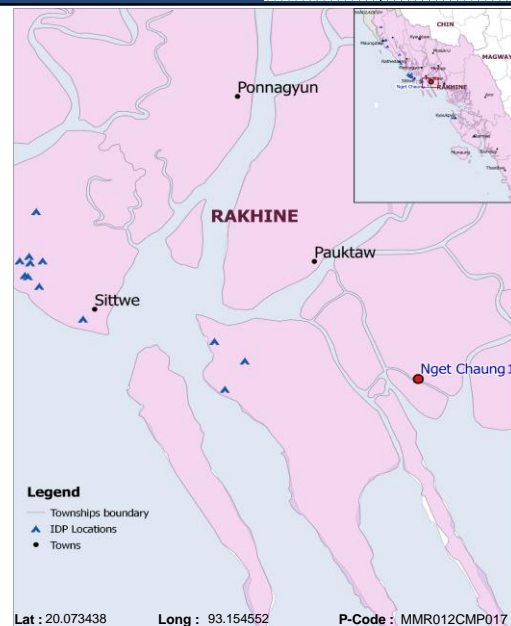 CHIN
MAGWAY
RAKHINE
Ponnagyun
RAKHINE
Pauktaw
Sittwe
Nget Chaung 1
Legend
Townships boundary
IDP Locations
Towns
Lat : 20.073438 Long : 93.154552 P-Code : MMR012CMP017